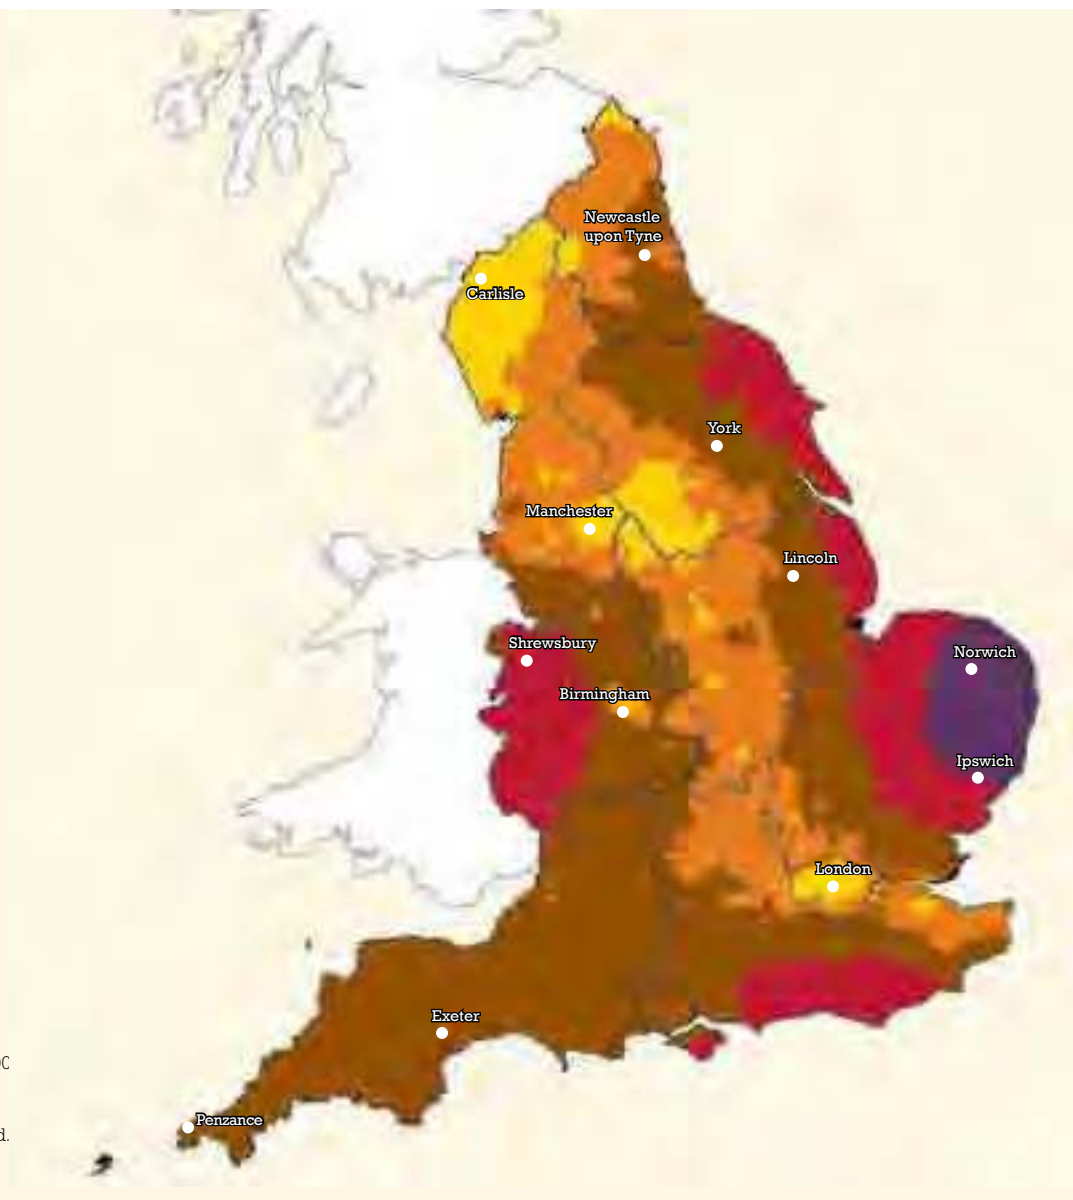 Newcastle
upon Tyne
Carlisle
York
Manchester
Lincoln
Shrewsbury
Norwich
Birmingham
Ipswich
London
Exeter
Penzance
d.